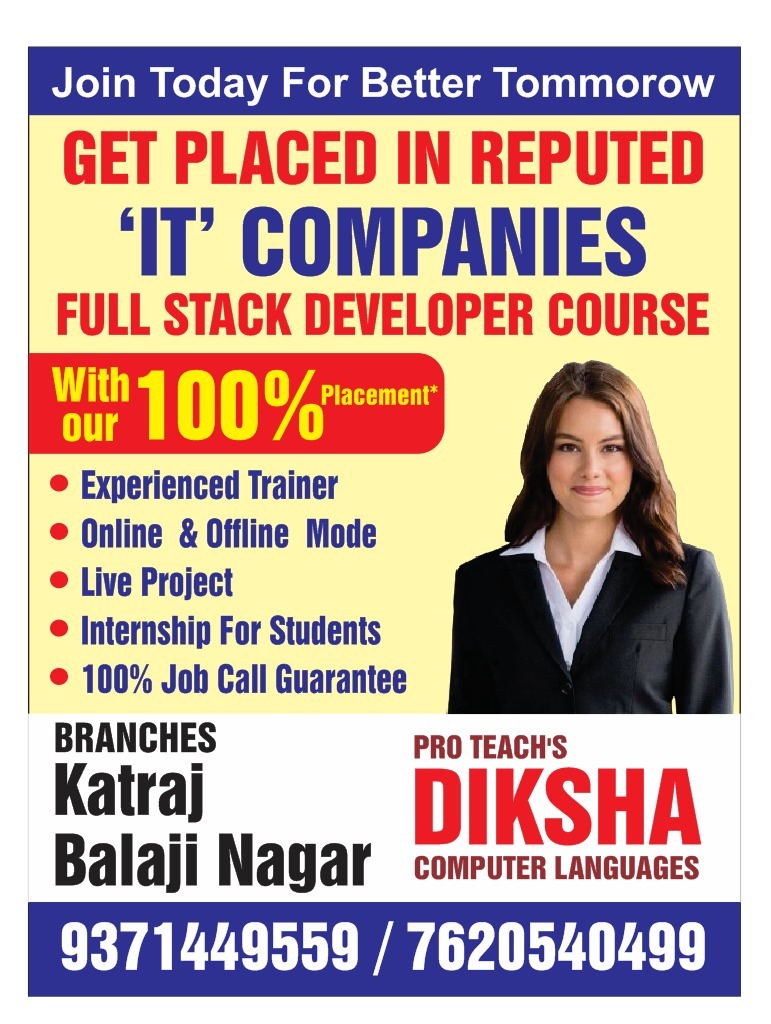 Join Today For Better Tommorow
GET PLACED IN REPUTED
‘IT’ COMPANIES
FULL STACK DEVELOPER COURSE
With our 100% Placement*
• Experienced Trainer
• Online & Offline Mode
• Live Project
• Internship For Students
• 100% Job Call Guarantee
BRANCHES
Katraj
Balaji Nagar
PRO TEACH'S
DIKSHA
COMPUTER LANGUAGES
9371449559 / 7620540499